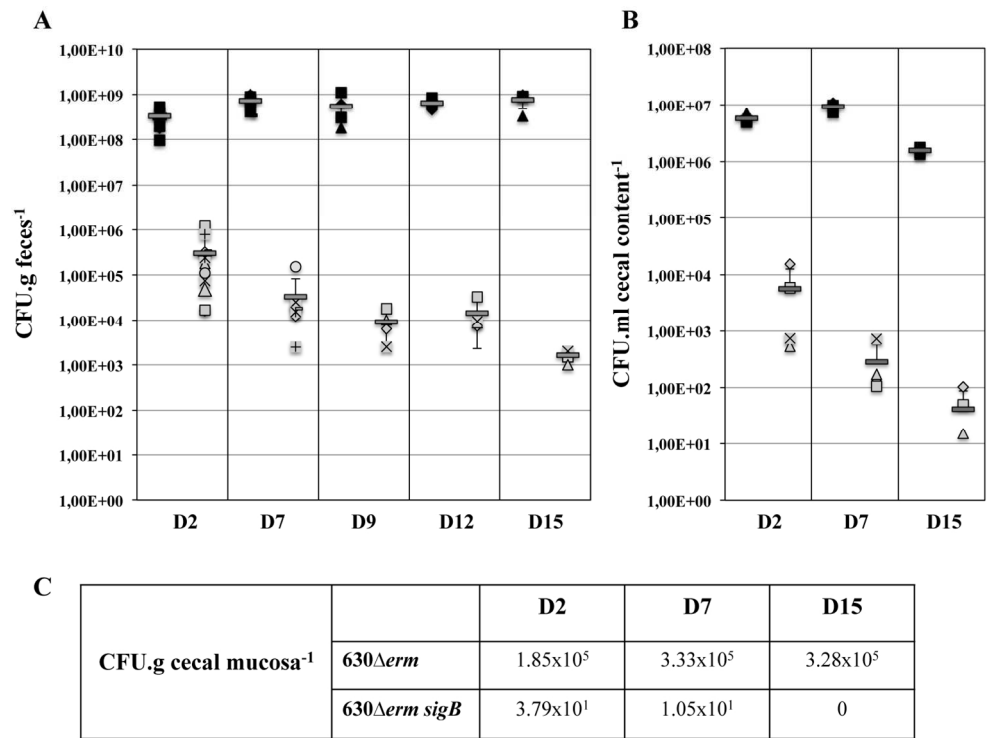 A
1,00E+10
1,00E+09
1,00E+08
1,00E+07
1,00E+06
1,00E+05
1,00E+04
1,00E+03
1,00E+02
1,00E+01
1,00E+00
CFU.g feces⁻¹
D2 D7 D9 D12 D15
B
1,00E+08
1,00E+07
1,00E+06
1,00E+05
1,00E+04
1,00E+03
1,00E+02
1,00E+01
1,00E+00
CFU.ml cecal content⁻¹
D2 D7 D15
C
D2 D7 D15
CFU.g cecal mucosa⁻¹
630Δerm 1.85x10⁵ 3.33x10⁵ 3.28x10⁵
630Δerm sigB 3.79x10¹ 1.05x10¹ 0